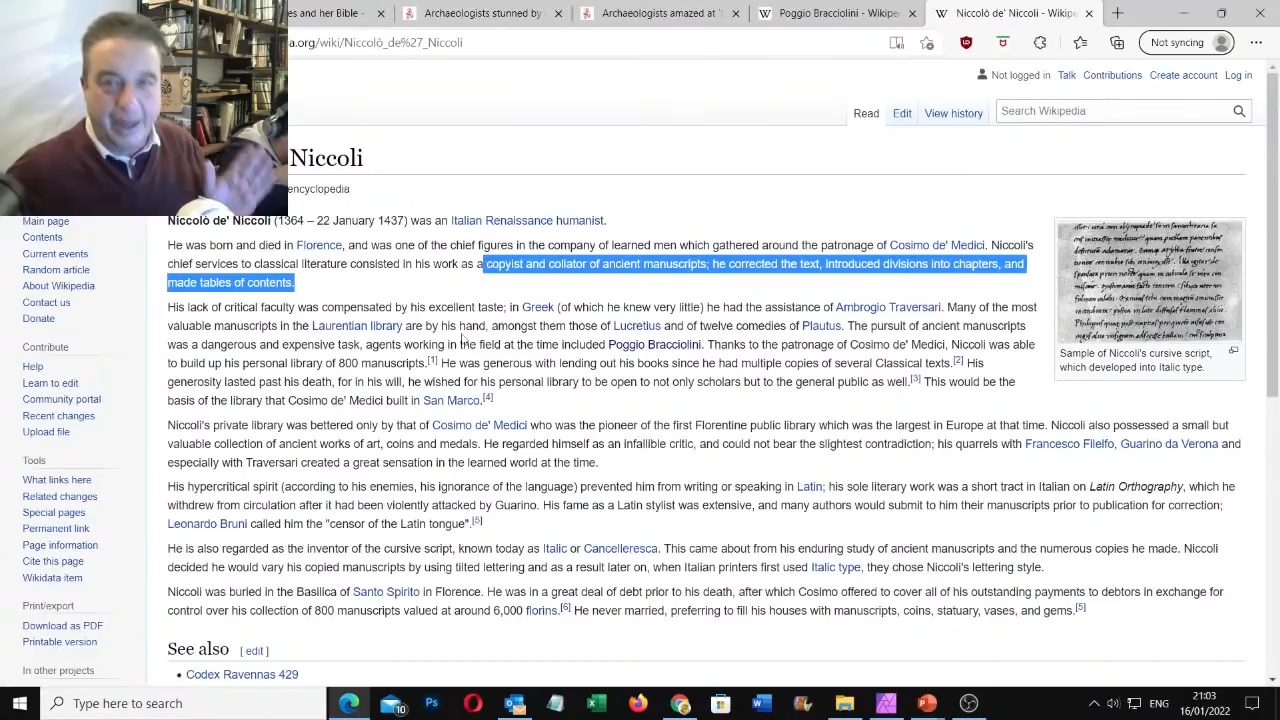 es and her Bible -
Archaeologists stunned by
Archaeologists amazed at
Poggio Bracciolini - Wikipe
Niccolò de' Niccoli - Wikipe
a.org/wiki/Niccolò_de%27_Niccoli
Not syncing
Not logged in Talk Contributions Create account Log in
Read Edit View history
Search Wikipedia
Niccoli
encyclopedia
Main page
Contents
Current events
Random article
About Wikipedia
Contact us
Donate
Contribute
Help
Learn to edit
Community portal
Recent changes
Upload file
Tools
What links here
Related changes
Special pages
Permanent link
Page information
Cite this page
Wikidata item
Print/export
Download as PDF
Printable version
In other projects
Niccolò de' Niccoli (1364 – 22 January 1437) was an Italian Renaissance humanist.
He was born and died in Florence, and was one of the chief figures in the company of learned men which gathered around the patronage of Cosimo de' Medici. Niccoli's
chief services to classical literature consisted in his work as a copyist and collator of ancient manuscripts; he corrected the text, introduced divisions into chapters, and
made tables of contents.
His lack of critical faculty was compensated by his excellent taste; in Greek (of which he knew very little) he had the assistance of Ambrogio Traversari. Many of the most
valuable manuscripts in the Laurentian library are by his hand, amongst them those of Lucretius and of twelve comedies of Plautus. The pursuit of ancient manuscripts
was a dangerous and expensive task, agents working in the field at the time included Poggio Bracciolini. Thanks to the patronage of Cosimo de' Medici, Niccoli was able
to build up his personal library of 800 manuscripts.[1] He was generous with lending out his books since he had multiple copies of several Classical texts.[2] His
generosity lasted past his death, for in his will, he wished for his personal library to be open to not only scholars but to the general public as well.[3] This would be the
basis of the library that Cosimo de' Medici built in San Marco.[4]
Sample of Niccoli's cursive script,
which developed into Italic type.
Niccoli's private library was bettered only by that of Cosimo de' Medici who was the pioneer of the first Florentine public library which was the largest in Europe at that time. Niccoli also possessed a small but
valuable collection of ancient works of art, coins and medals. He regarded himself as an infallible critic, and could not bear the slightest contradiction; his quarrels with Francesco Filelfo, Guarino da Verona and
especially with Traversari created a great sensation in the learned world at the time.
His hypercritical spirit (according to his enemies, his ignorance of the language) prevented him from writing or speaking in Latin; his sole literary work was a short tract in Italian on Latin Orthography, which he
withdrew from circulation after it had been violently attacked by Guarino. His fame as a Latin stylist was extensive, and many authors would submit to him their manuscripts prior to publication for correction;
Leonardo Bruni called him the "censor of the Latin tongue".[5]
He is also regarded as the inventor of the cursive script, known today as Italic or Cancelleresca. This came about from his enduring study of ancient manuscripts and the numerous copies he made. Niccoli
decided he would vary his copied manuscripts by using tilted lettering and as a result later on, when Italian printers first used Italic type, they chose Niccoli's lettering style.
Niccoli was buried in the Basilica of Santo Spirito in Florence. He was in a great deal of debt prior to his death, after which Cosimo offered to cover all of his outstanding payments to debtors in exchange for
control over his collection of 800 manuscripts valued at around 6,000 florins.[6] He never married, preferring to fill his houses with manuscripts, coins, statuary, vases, and gems.[5]
See also [ edit ]
• Codex Ravennas 429
Type here to search
10
Ps
ENG
21:03
16/01/2022